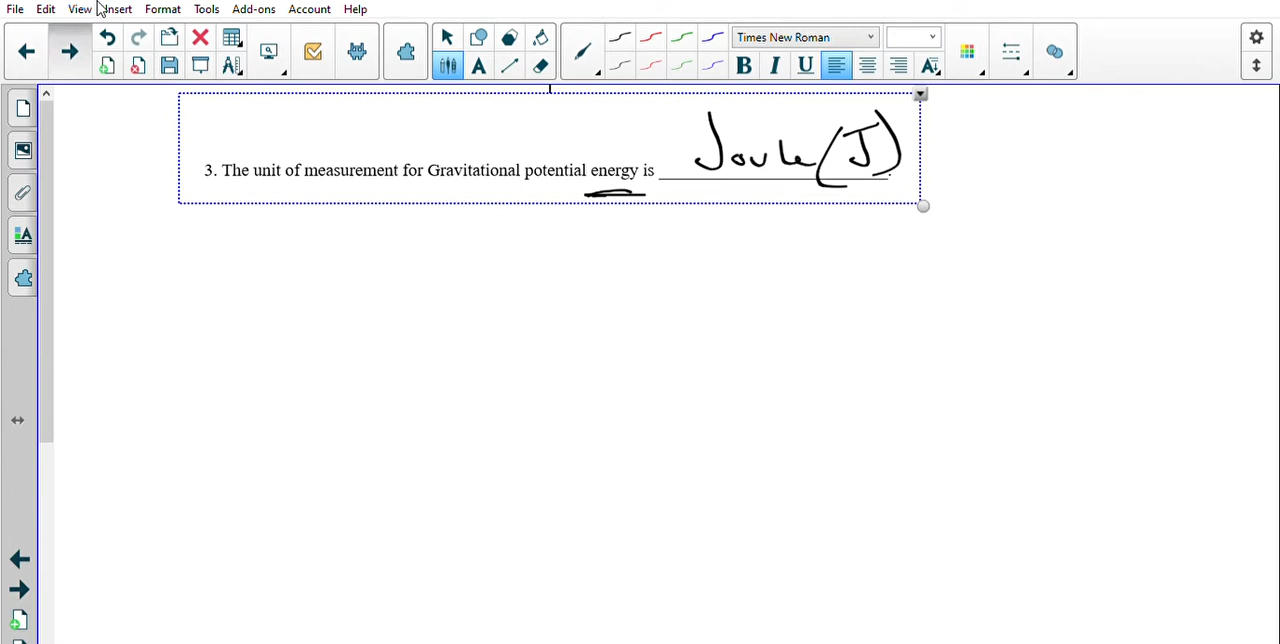 File Edit View Insert Format Tools Add-ons Account Help
Times New Roman
B I U A
A
3. The unit of measurement for Gravitational potential energy is Joule (J).